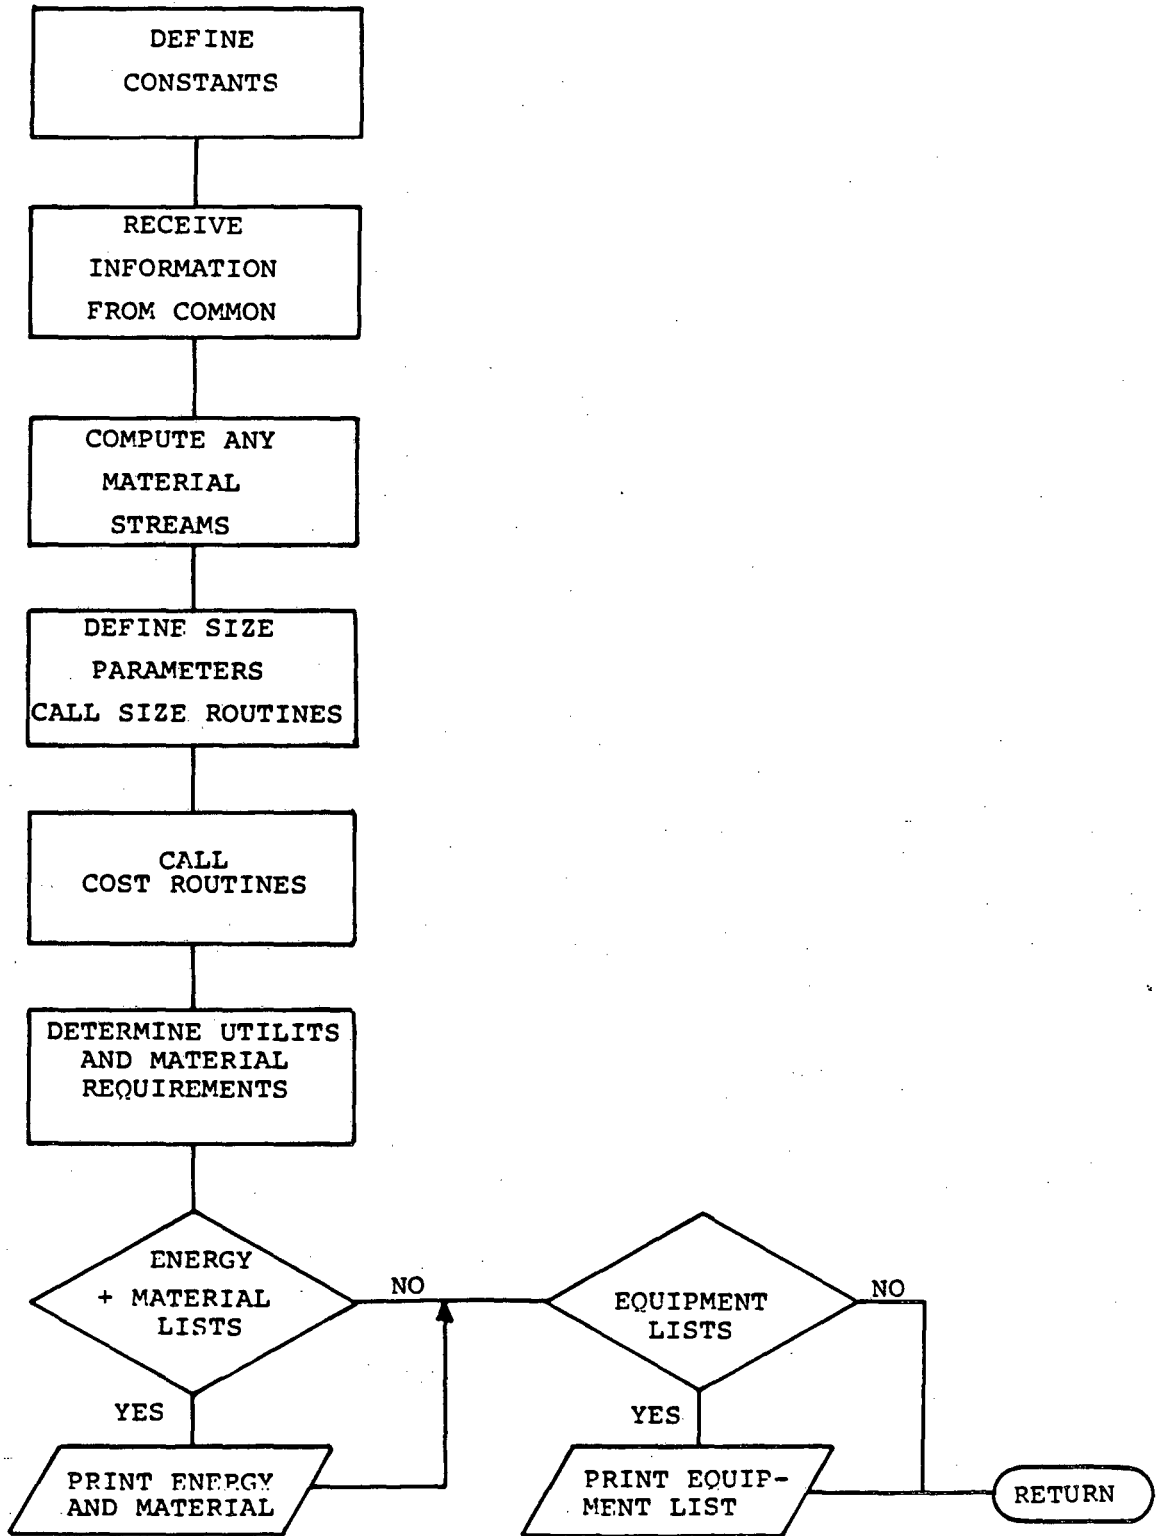 DEFINE
CONSTANTS
RECEIVE
INFORMATION
FROM COMMON
COMPUTE ANY
MATERIAL
STREAMS
DEFINE SIZE
PARAMETERS
CALL SIZE ROUTINES
CALL
COST ROUTINES
DETERMINE UTILITS
AND MATERIAL
REQUIREMENTS
ENERGY
+ MATERIAL
LISTS
NO
YES
PRINT ENERGY
AND MATERIAL
EQUIPMENT
LISTS
NO
YES
PRINT EQUIP-
MENT LIST
RETURN